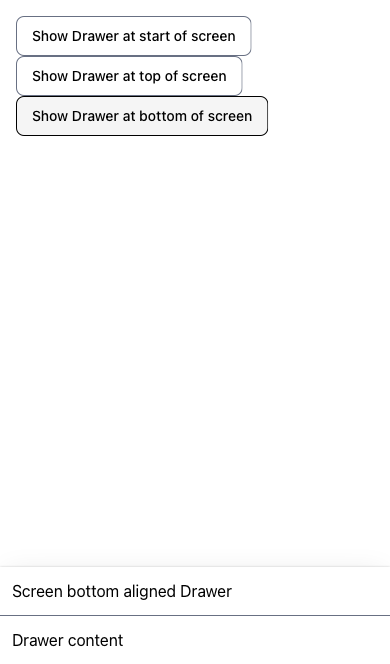 Show Drawer at start of screen
Show Drawer at top of screen
Show Drawer at bottom of screen
Screen bottom aligned Drawer
Drawer content